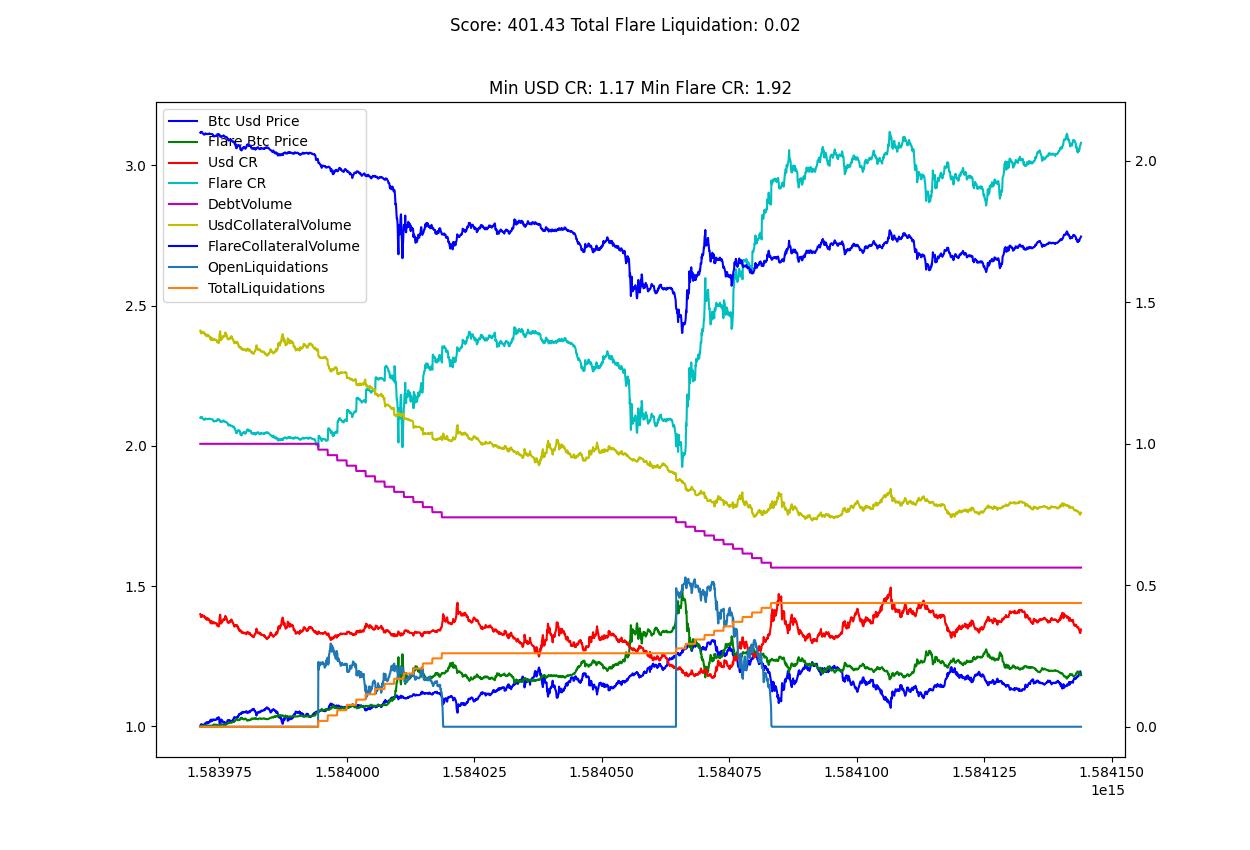 Score: 401.43 Total Flare Liquidation: 0.02
Min USD CR: 1.17 Min Flare CR: 1.92
Btc Usd Price
Flare Btc Price
Usd CR
Flare CR
DebtVolume
UsdCollateralVolume
FlareCollateralVolume
OpenLiquidations
TotalLiquidations
3.0
2.5
2.0
1.5
1.0
2.0
1.5
1.0
0.5
0.0
1.583975 1.584000 1.584025 1.584050 1.584075 1.584100 1.584125 1.584150
1e15